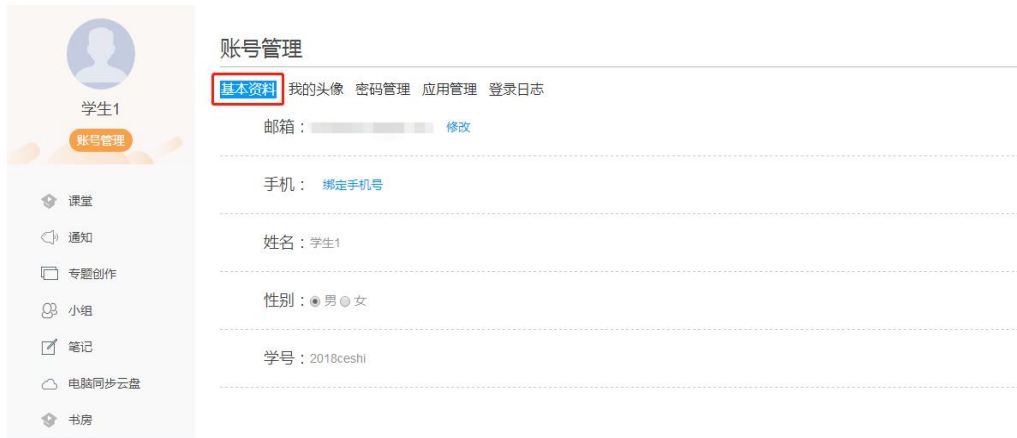 学生1
账号管理
课堂
通知
专题创作
小组
笔记
电脑同步云盘
书房
账号管理
基本资料 我的头像 密码管理 应用管理 登录日志
邮箱： 修改
手机： 绑定手机号
姓名：学生1
性别：男 女
学号：2018ceshi